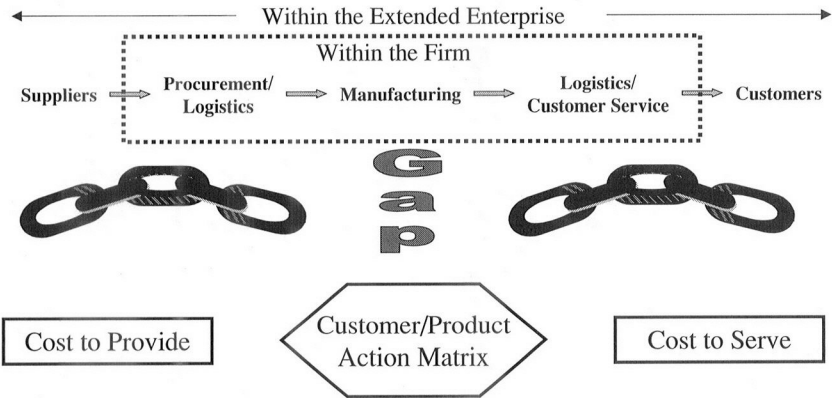 Within the Extended Enterprise
Within the Firm
Suppliers
Procurement/
Logistics
Manufacturing
Logistics/
Customer Service
Customers
Gap
Cost to Provide
Customer/Product
Action Matrix
Cost to Serve